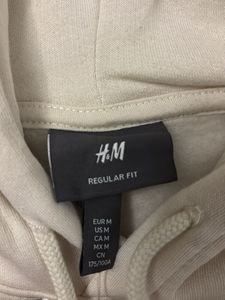 H&M
REGULAR FIT
EUR M
US M
CA M
MX M
CN
175/100A